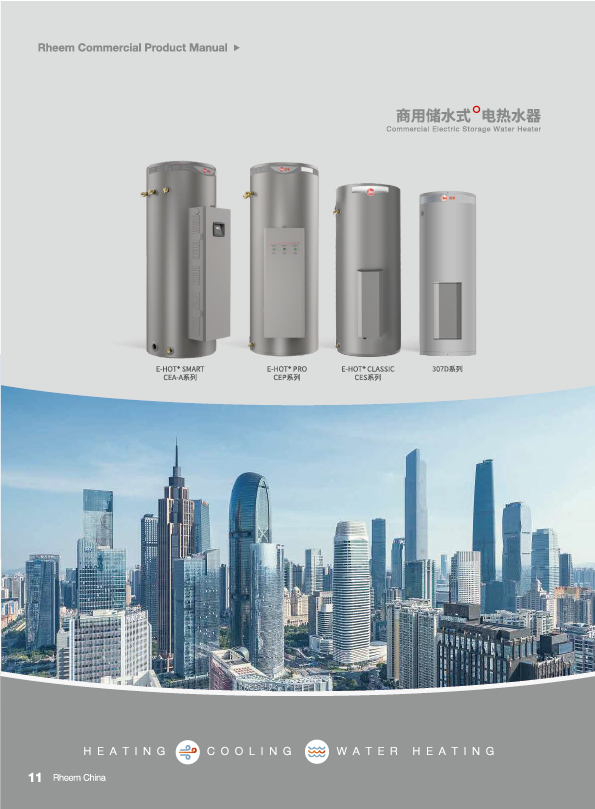 Rheem Commercial Product Manual ▶
商用储水式°电热水器
Commercial Electric Storage Water Heater
E-HOT® SMART
CEA-A系列
E-HOT® PRO
CEP系列
E-HOT® CLASSIC
CES系列
307D系列
HEATING COOLING WATER HEATING
11 Rheem China